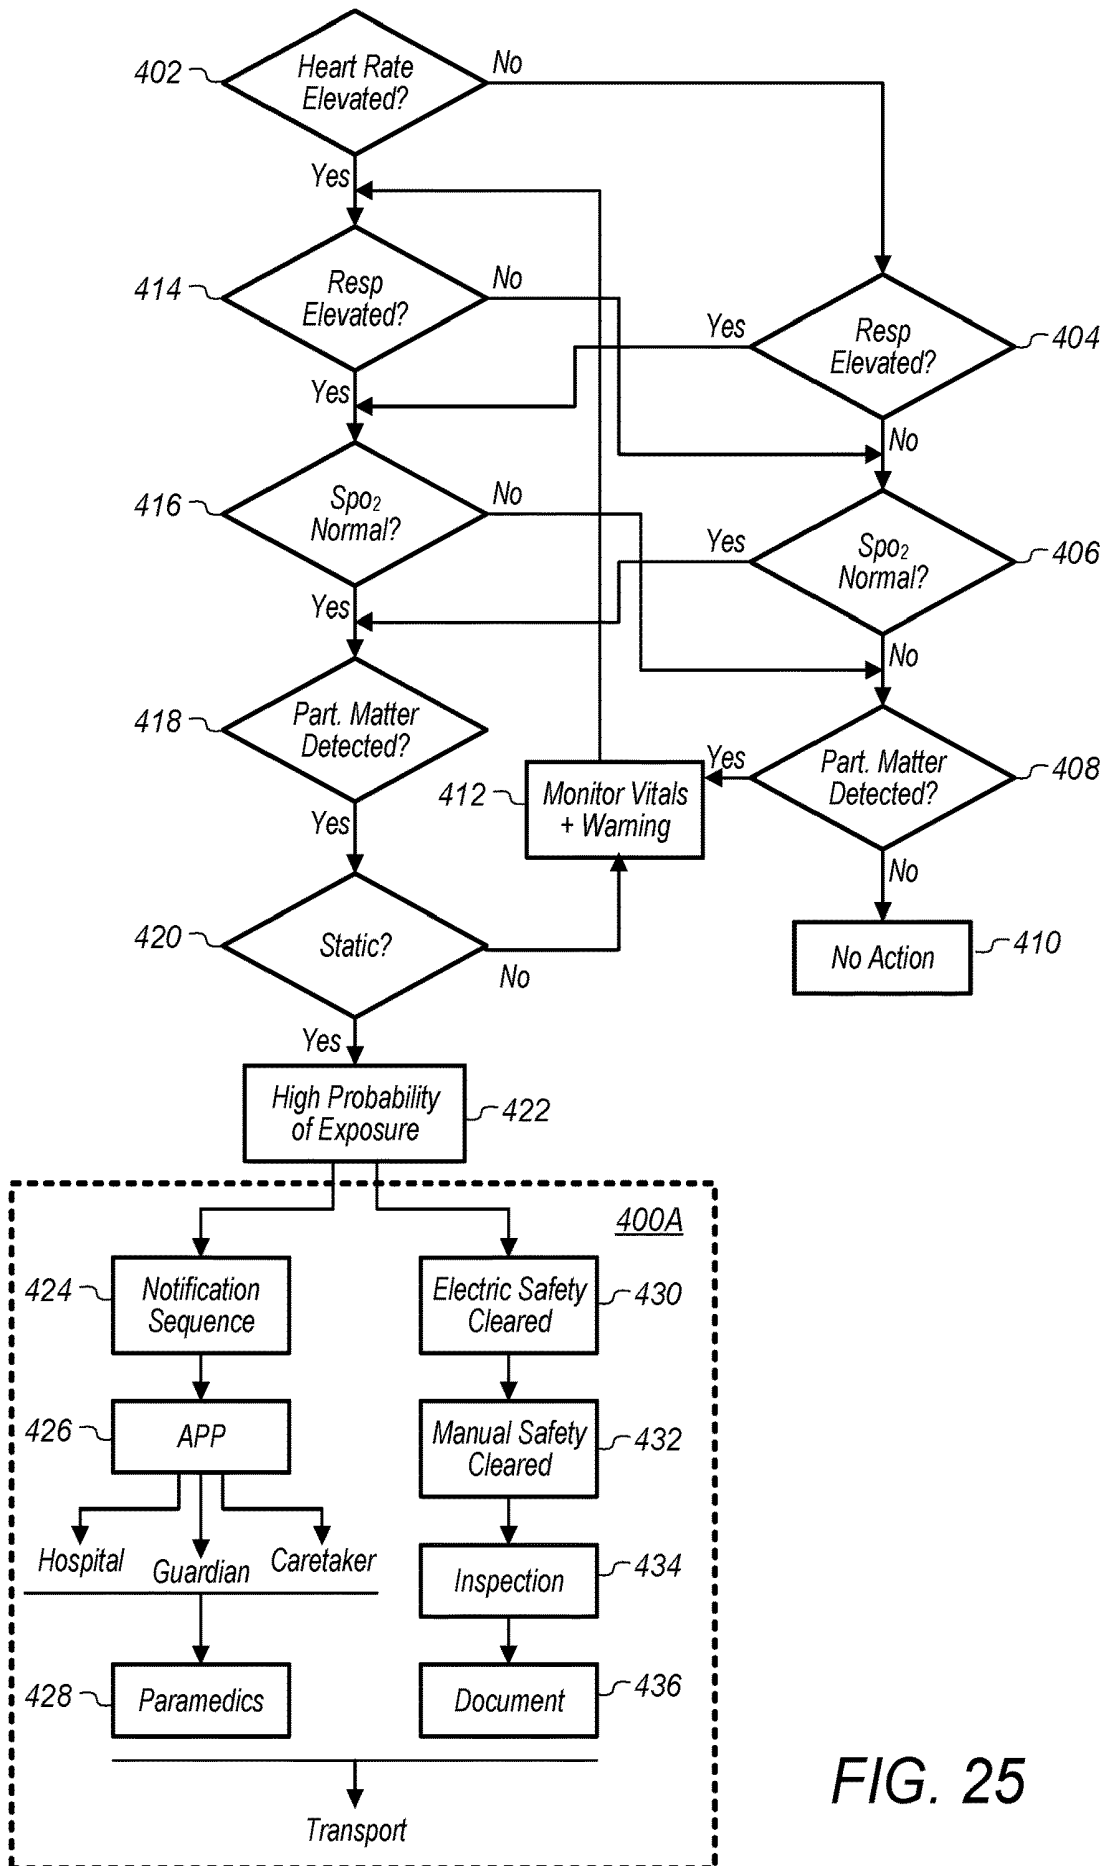 402
Heart Rate
Elevated?
No
Yes
414
Resp
Elevated?
No
Yes
Resp
Elevated?
404
Yes
No
416
Spo₂
Normal?
No
Yes
Spo₂
Normal?
406
Yes
No
418
Part. Matter
Detected?
Yes
412
Monitor Vitals
+ Warning
Yes
Part. Matter
Detected?
408
No
420
Static?
No
Yes
No Action
410
High Probability
of Exposure
422
400A
424
Notification
Sequence
Electric Safety
Cleared
430
426
APP
Manual Safety
Cleared
432
Hospital
Guardian
Caretaker
Inspection
434
428
Paramedics
Document
436
Transport
FIG. 25